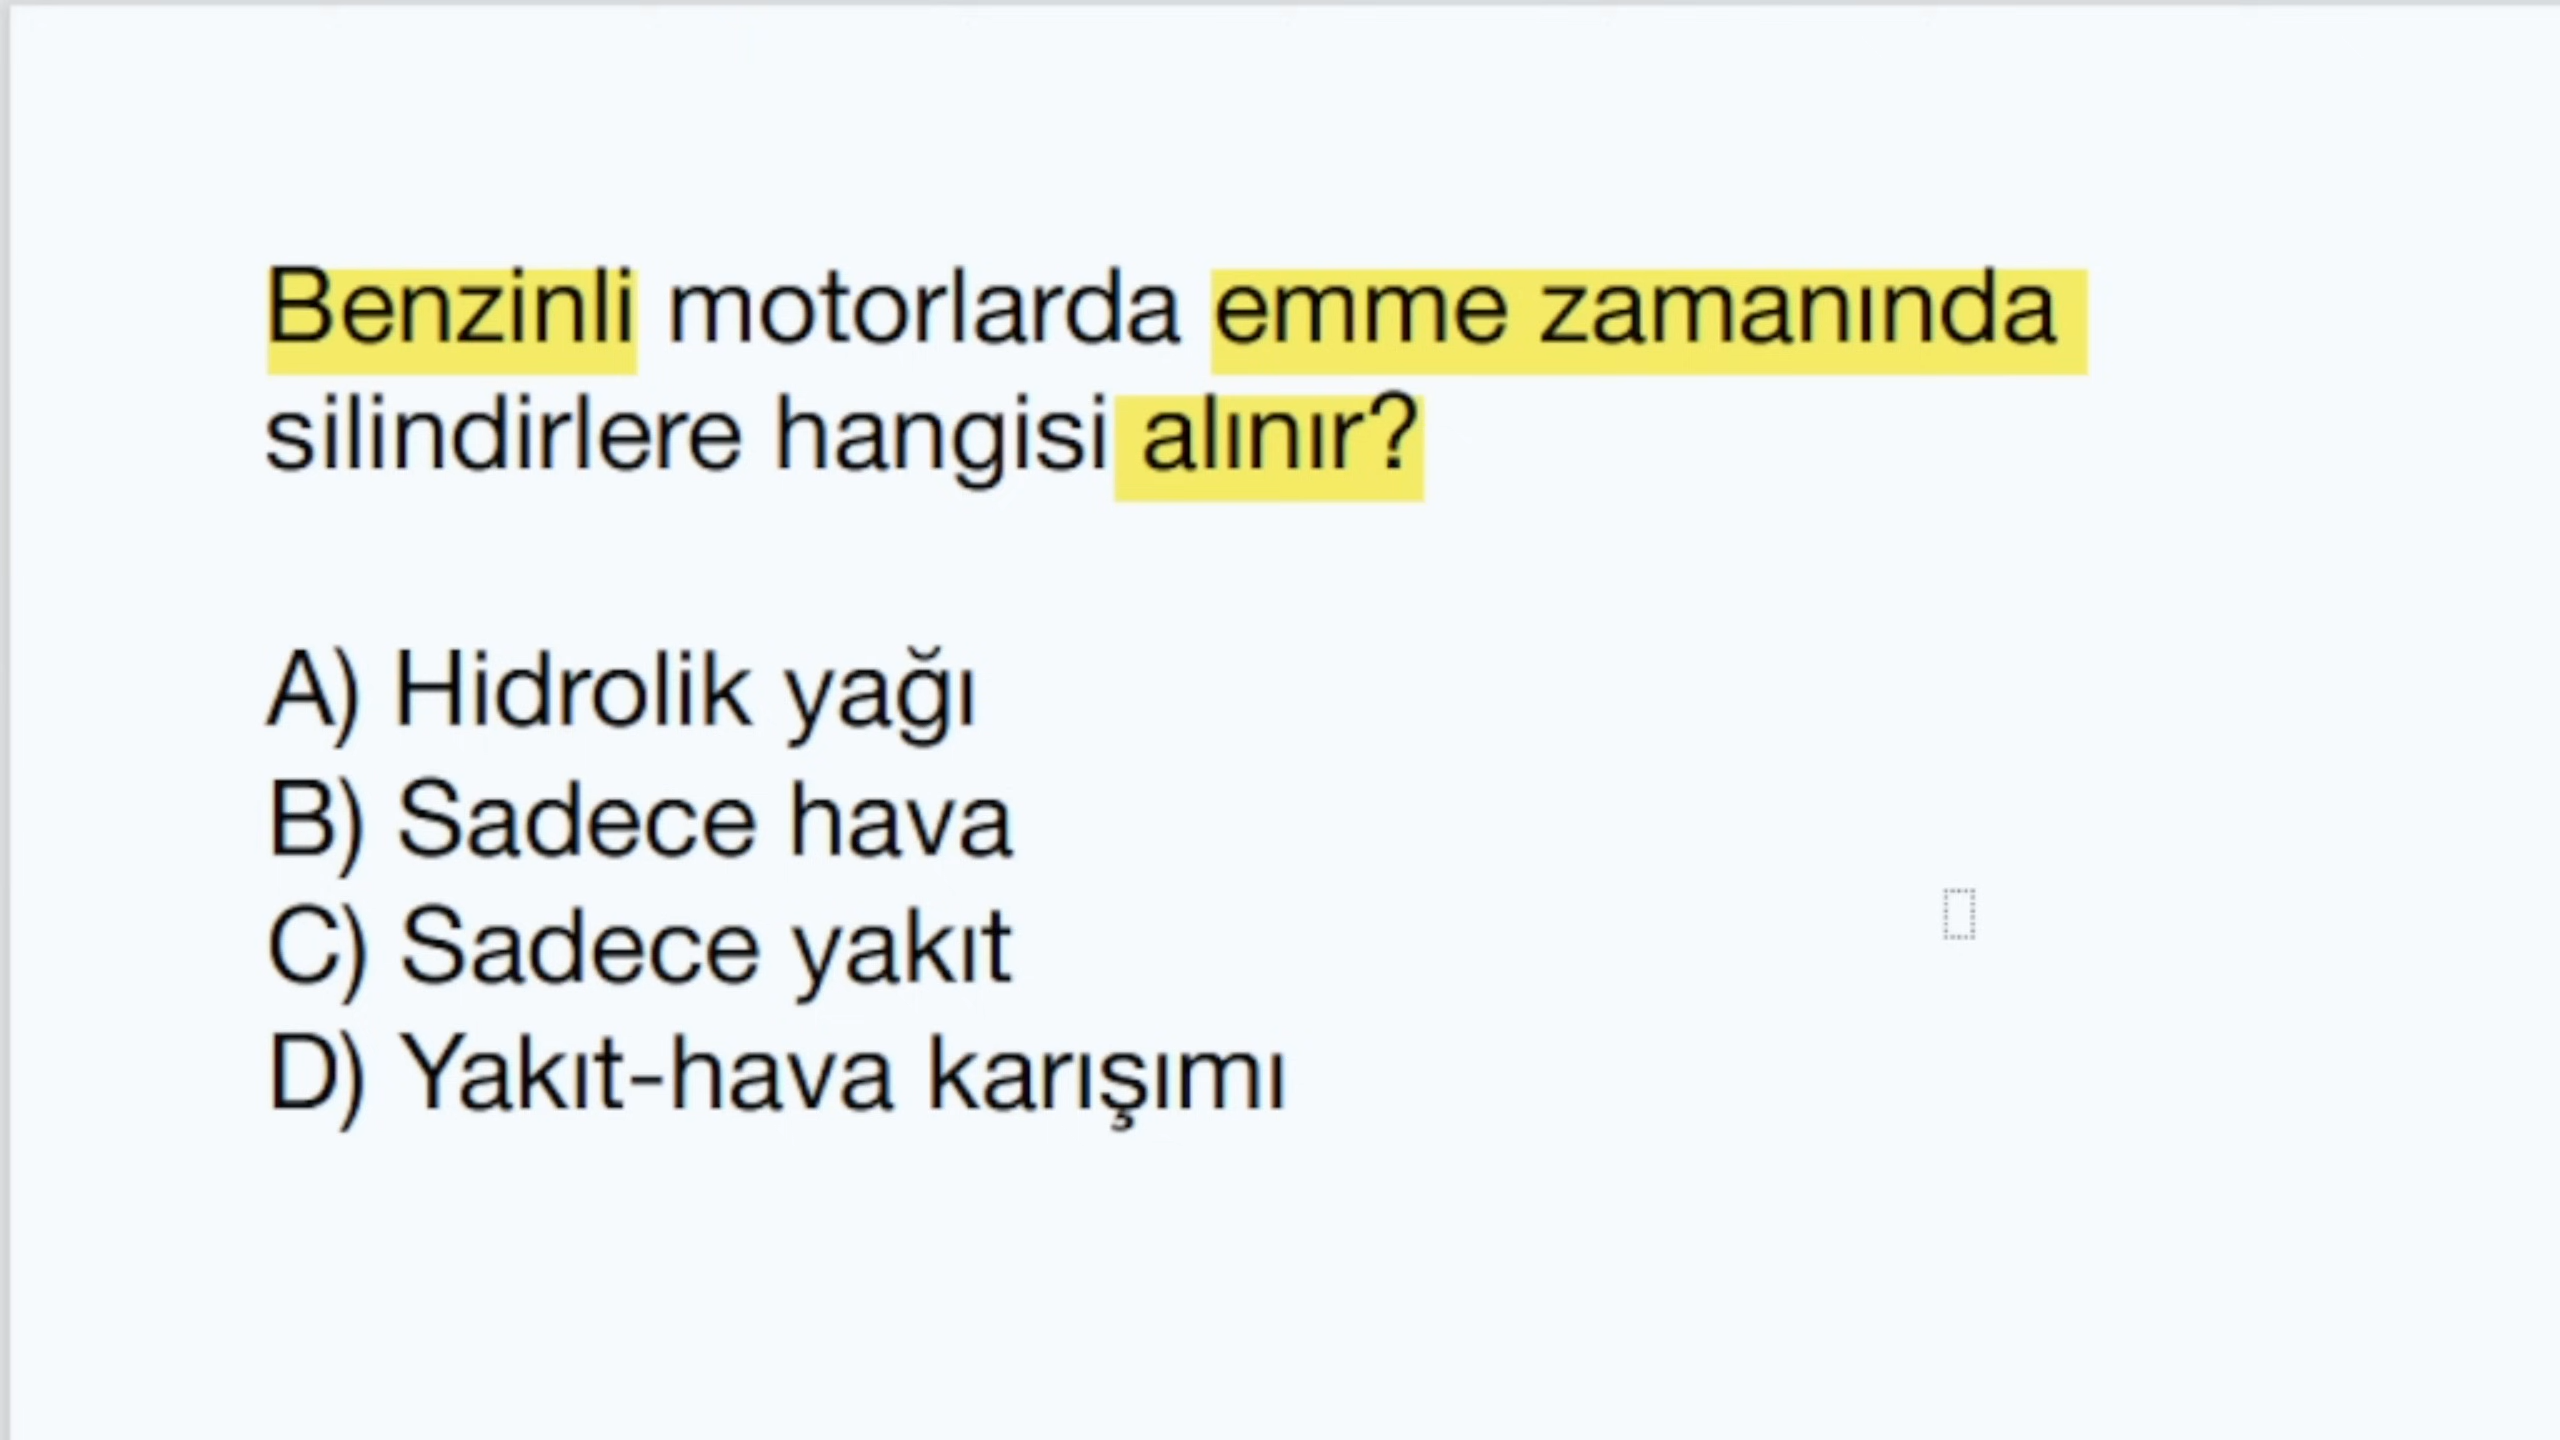 Benzinli motorlarda emme zamanında
silindirlere hangisi alınır?
A) Hidrolik yağı
B) Sadece hava
C) Sadece yakıt
D) Yakıt-hava karışımı